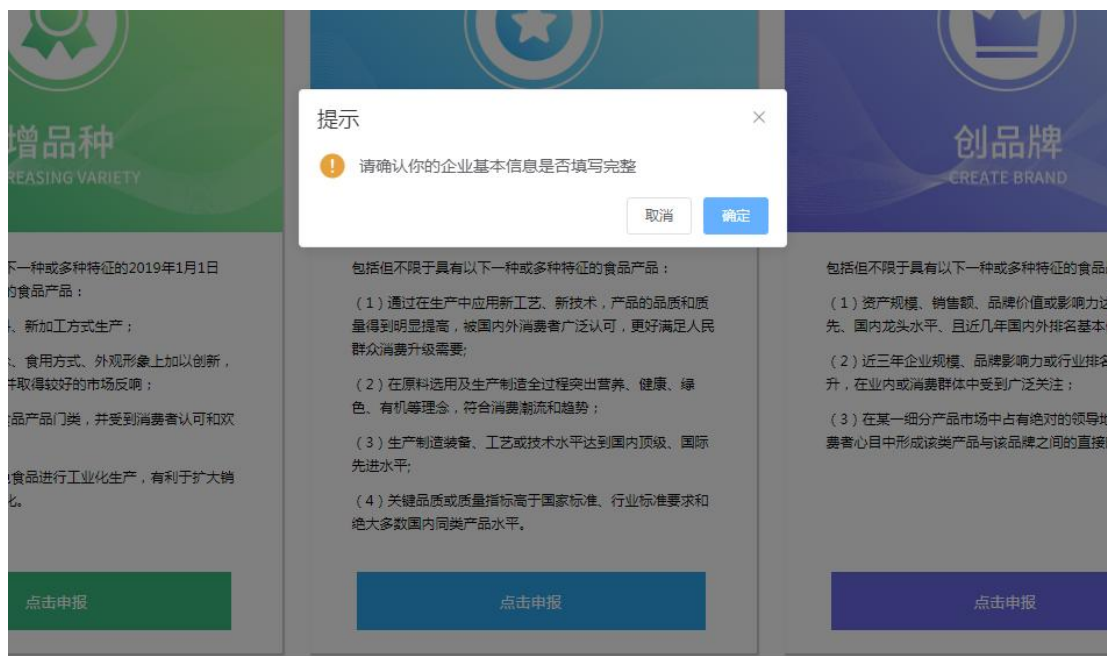 提示
请确认你的企业基本信息是否填写完整
取消
确定
增品种
REASING VARIETY
下一种或多种特征的2019年1月1日
的食品产品：
、新加工方式生产；
、食用方式、外观形象上加以创新，
并取得较好的市场反响；
食品产品门类，并受到消费者认可和欢
食品进行工业化生产，有利于扩大销
化。
点击申报
包括但不限于具有以下一种或多种特征的食品产品：
（1）通过在生产中应用新工艺、新技术，产品的品质和质
量得到明显提高，被国内外消费者广泛认可，更好满足人民
群众消费升级需要;
（2）在原料选用及生产制造全过程突出营养、健康、绿
色、有机等理念，符合消费潮流和趋势；
（3）生产制造装备、工艺或技术水平达到国内顶级、国际
先进水平;
（4）关键品质或质量指标高于国家标准、行业标准要求和
绝大多数国内同类产品水平。
点击申报
创品牌
CREATE BRAND
包括但不限于具有以下一种或多种特征的食品
（1）资产规模、销售额、品牌价值或影响力达
先、国内龙头水平、且近几年国内外排名基本
（2）近三年企业规模、品牌影响力或行业排名
升，在业内或消费群体中受到广泛关注；
（3）在某一细分产品市场中占有绝对的领导地
费者心目中形成该类产品与该品牌之间的直接
点击申报